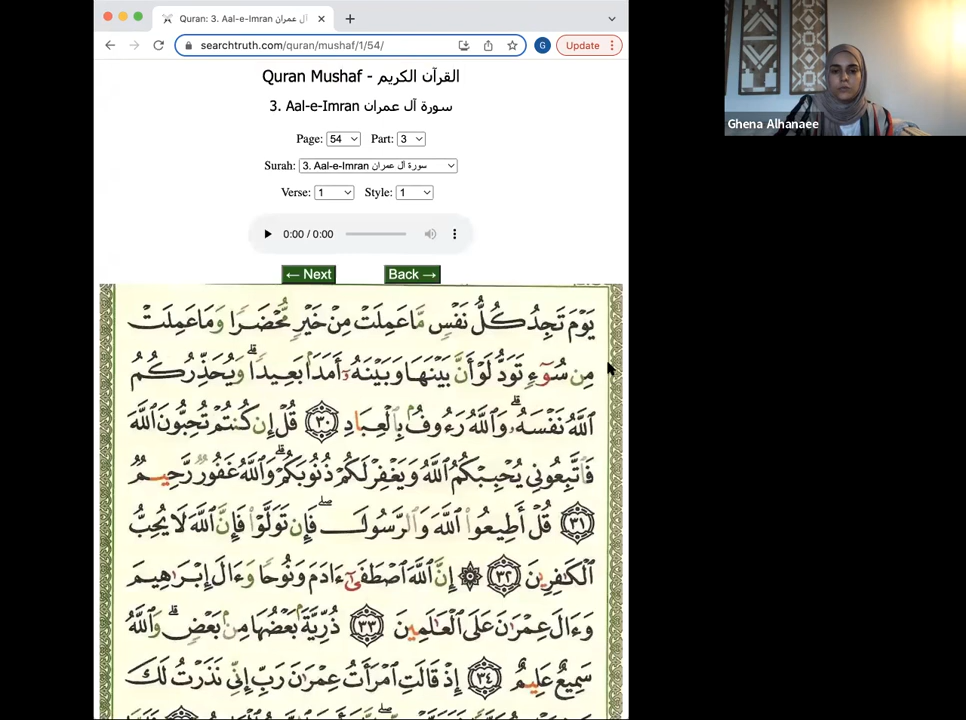 Quran: 3. Aal-e-Imran آل عمران
searchtruth.com/quran/mushaf/1/54/
G
Update
Ghena Alhanaee
Quran Mushaf - القرآن الكريم
3. Aal-e-Imran سورة آل عمران
Page: 54 Part: 3
Surah: 3. Aal-e-Imran سورة آل عمران
Verse: 1 Style: 1
0:00 / 0:00
← Next Back →
يَوْمَ تَجِدُ كُلُّ نَفْسٍ مَّا عَمِلَتْ مِنْ خَيْرٍ مُّحْضَرًا وَمَا عَمِلَتْ
مِن سُوٓءٍ تَوَدُّ لَوْ أَنَّ بَيْنَهَا وَبَيْنَهُۥٓ أَمَدًۢا بَعِيدًا ۗ وَيُحَذِّرُكُمُ
ٱللَّهُ نَفْسَهُۥ ۗ وَٱللَّهُ رَءُوفٌۢ بِٱلْعِبَادِ ٣٠ قُلْ إِن كُنتُمْ تُحِبُّونَ ٱللَّهَ
فَٱتَّبِعُونِى يُحْبِبْكُمُ ٱللَّهُ وَيَغْفِرْ لَكُمْ ذُنُوبَكُمْ ۗ وَٱللَّهُ غَفُورٌ رَّحِيمٌ
٣١ قُلْ أَطِيعُوا۟ ٱللَّهَ وَٱلرَّسُولَ ۖ فَإِن تَوَلَّوْا۟ فَإِنَّ ٱللَّهَ لَا يُحِبُّ
ٱلْكَٰفِرِينَ ٣٢ ۞ إِنَّ ٱللَّهَ ٱصْطَفَىٰٓ ءَادَمَ وَنُوحًا وَءَالَ إِبْرَٰهِيمَ
وَءَالَ عِمْرَٰنَ عَلَى ٱلْعَٰلَمِينَ ٣٣ ذُرِّيَّةًۢ بَعْضُهَا مِنۢ بَعْضٍ ۗ وَٱللَّهُ
سَمِيعٌ عَلِيمٌ ٣٤ إِذْ قَالَتِ ٱمْرَأَتُ عِمْرَٰنَ رَبِّ إِنِّى نَذَرْتُ لَكَ